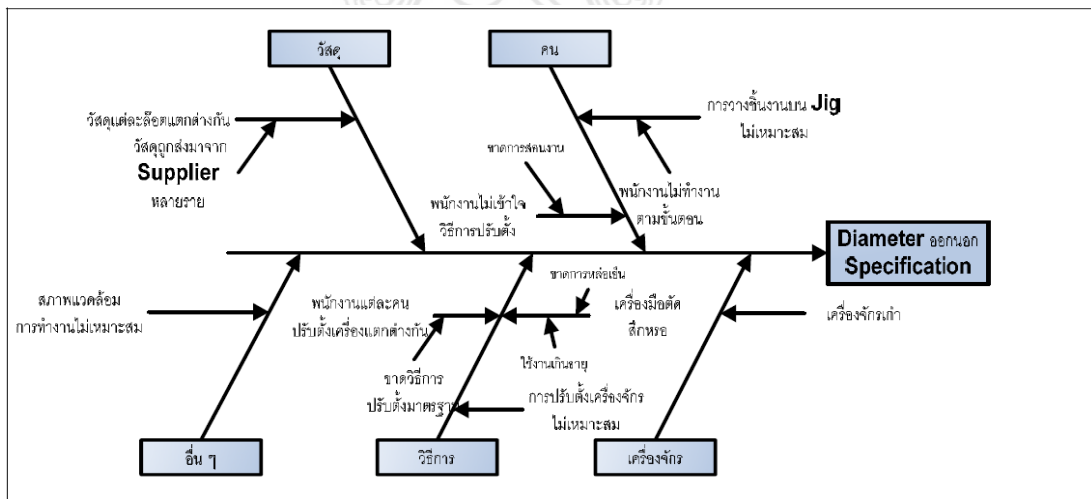 วัสดุ
คน
วัสดุแต่ละล๊อตแตกต่างกัน
วัสดุถูกส่งมาจาก
Supplier
หลายราย
การวางชิ้นงานบน Jig
ไม่เหมาะสม
ขาดการสอนงาน
พนักงานไม่ทำงาน
ตามขั้นตอน
พนักงานไม่เข้าใจ
วิธีการปรับตั้ง
Diameter ออกนอก
Specification
สภาพแวดล้อม
การทำงานไม่เหมาะสม
พนักงานแต่ละคน
ปรับตั้งเครื่องแตกต่างกัน
ขาดการหล่อเย็น
เครื่องมือตัด
สึกหรอ
เครื่องจักรเก่า
ใช้งานเกินอายุ
ขาดวิธีการ
ปรับตั้งมาตรฐาน
การปรับตั้งเครื่องจักร
ไม่เหมาะสม
อื่น ๆ
วิธีการ
เครื่องจักร